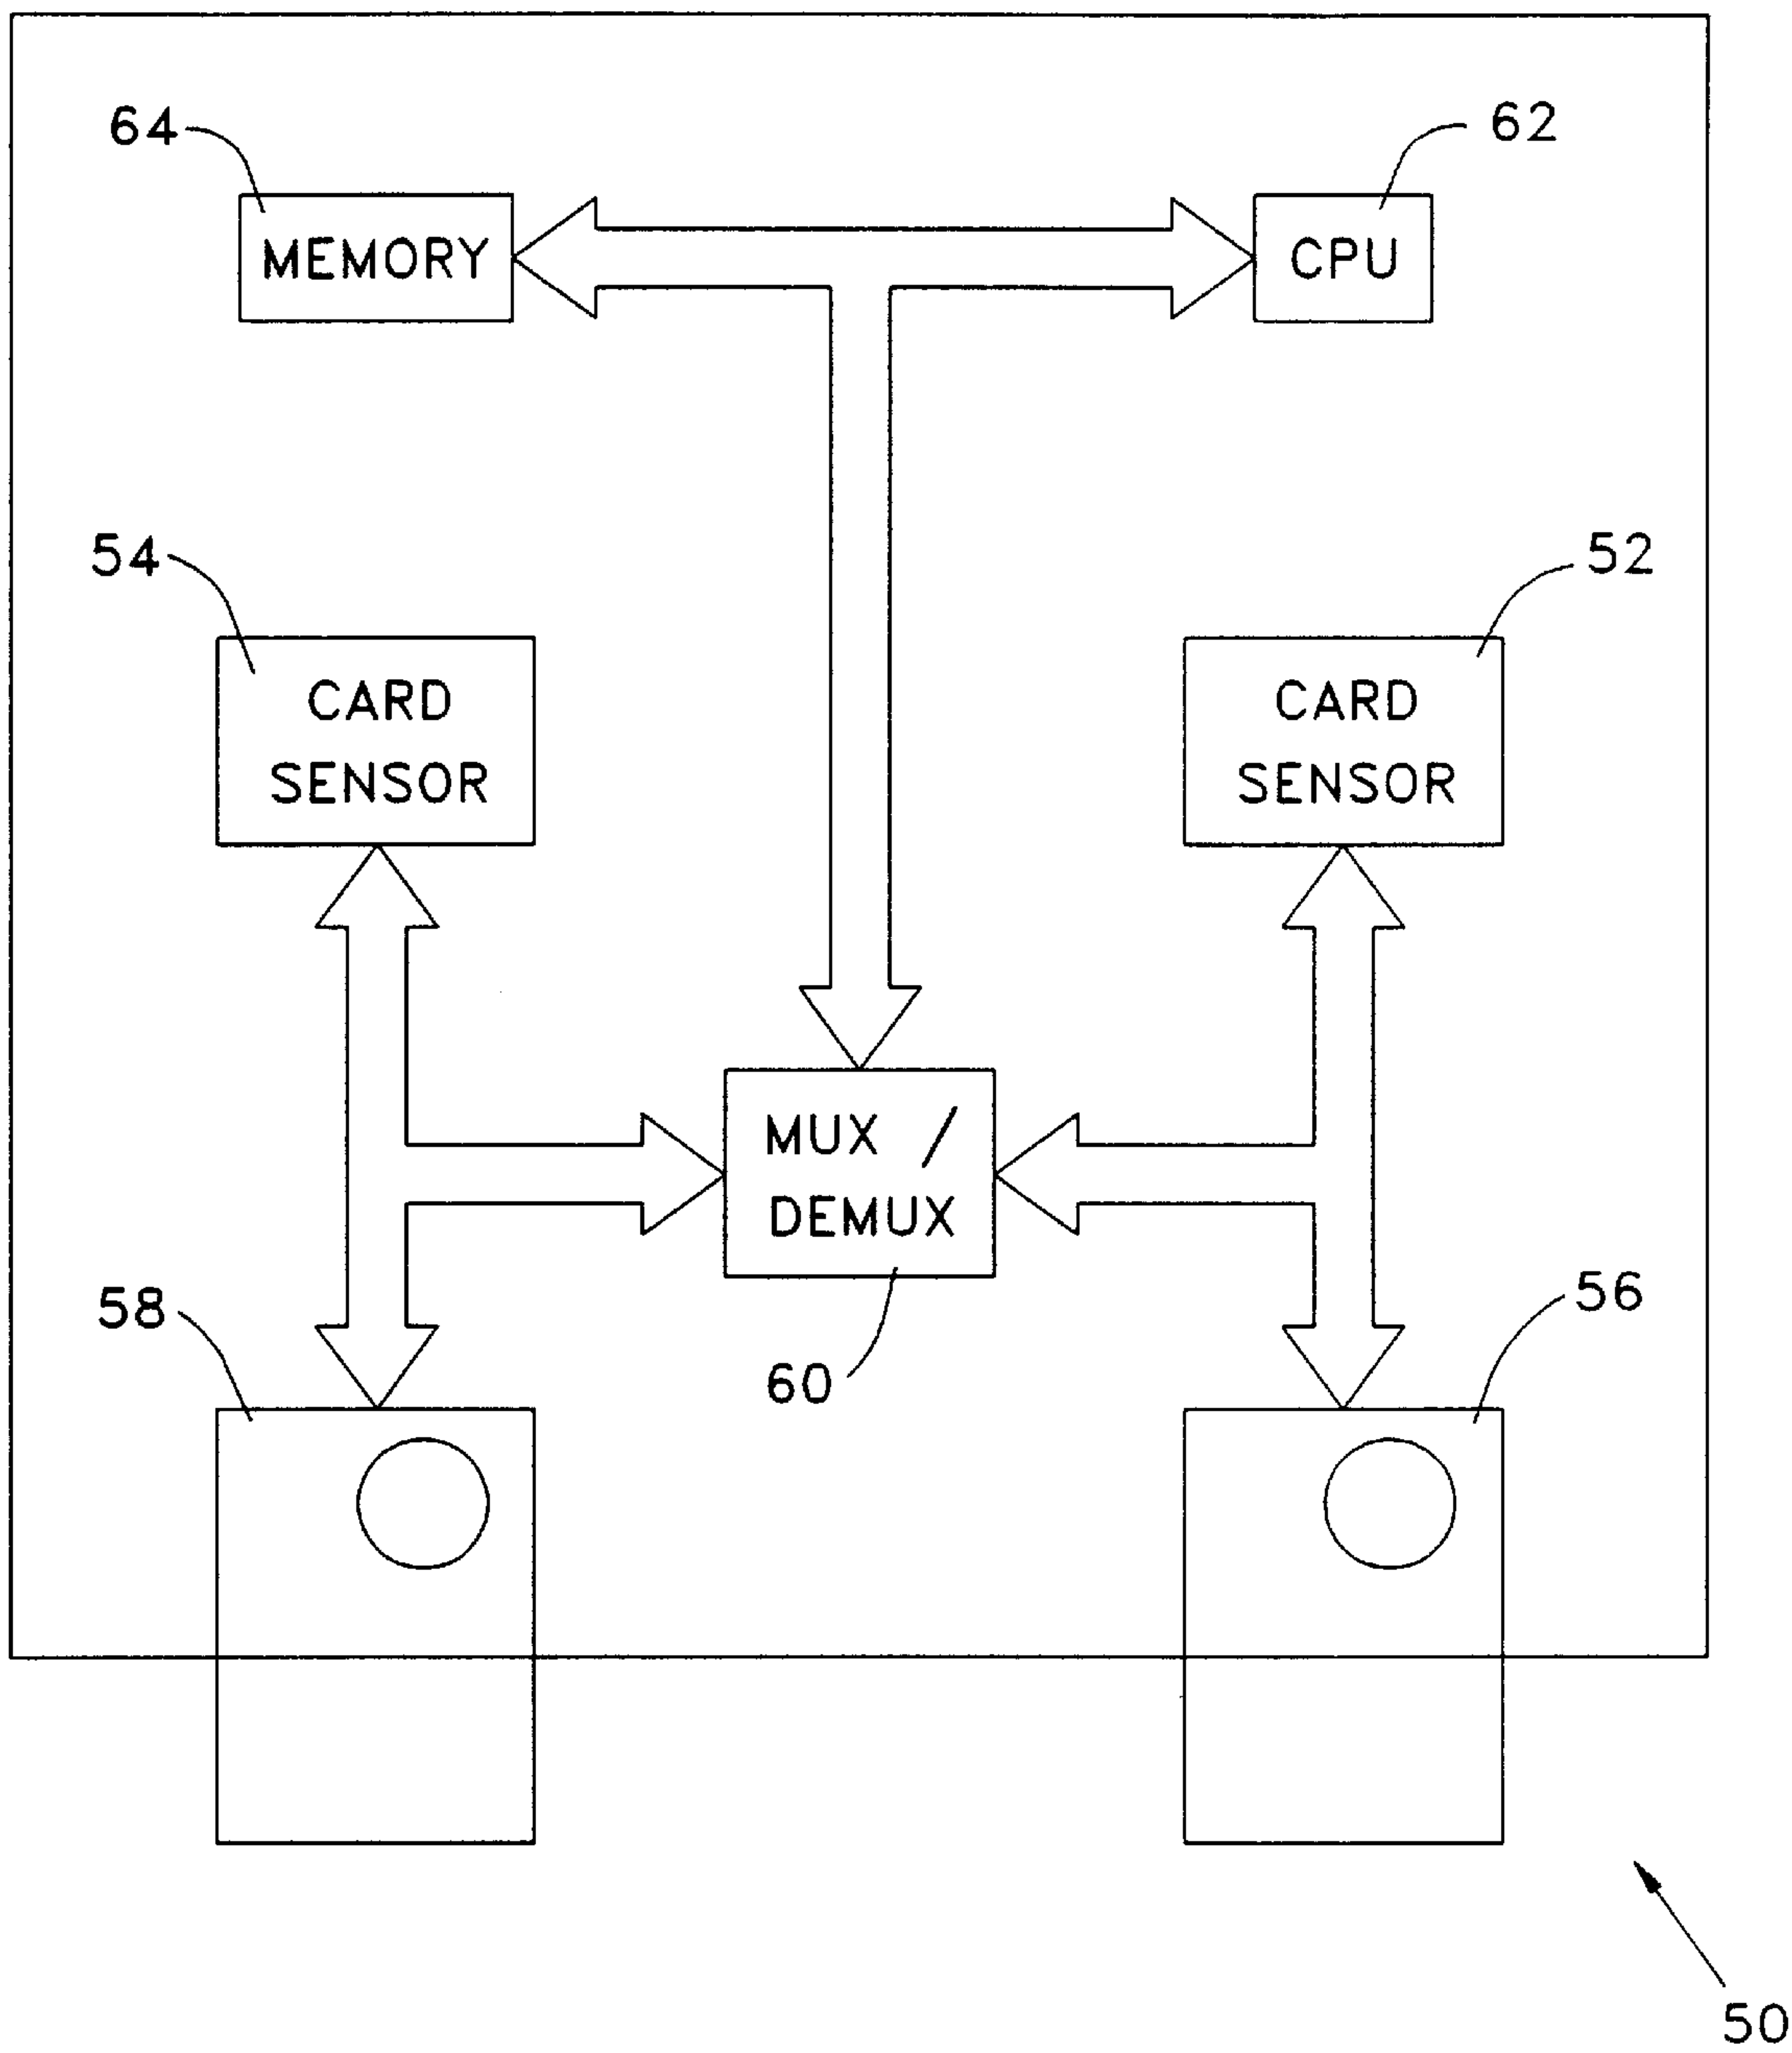 64
62
MEMORY
CPU
54
52
CARD
SENSOR
CARD
SENSOR
MUX /
DEMUX
58
56
60
50